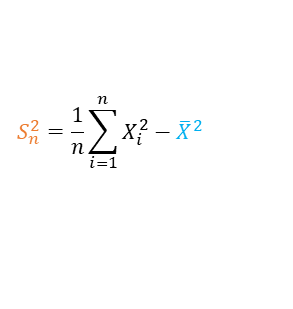 $S_n^2 = \frac{1}{n} \sum_{i=1}^{n} X_i^2 - \bar{X}^2$